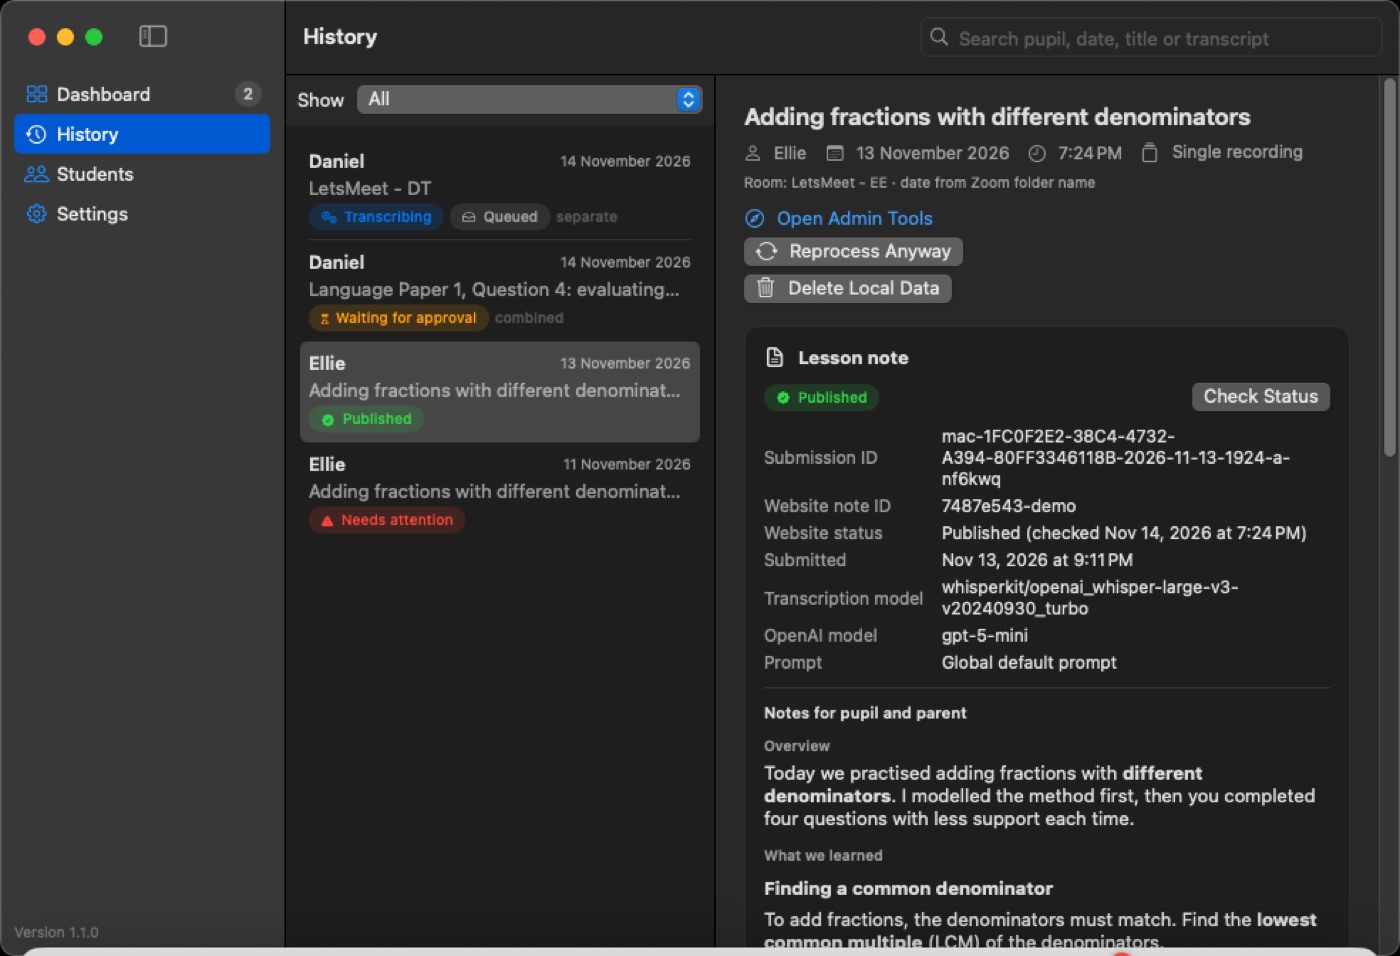 History
Search pupil, date, title or transcript
Dashboard 2
History
Students
Settings
Version 1.1.0
Show All
Daniel 14 November 2026
LetsMeet - DT
Transcribing Queued separate
Daniel 14 November 2026
Language Paper 1, Question 4: evaluating...
Waiting for approval combined
Ellie 13 November 2026
Adding fractions with different denominat...
Published
Ellie 11 November 2026
Adding fractions with different denominat...
Needs attention
Adding fractions with different denominators
Ellie 13 November 2026 7:24 PM Single recording
Room: LetsMeet - EE · date from Zoom folder name
Open Admin Tools
Reprocess Anyway
Delete Local Data
Lesson note
Published Check Status
Submission ID mac-1FC0F2E2-38C4-4732-
A394-80FF3346118B-2026-11-13-1924-a-
nf6kwq
Website note ID 7487e543-demo
Website status Published (checked Nov 14, 2026 at 7:24 PM)
Submitted Nov 13, 2026 at 9:11 PM
Transcription model whisperkit/openai_whisper-large-v3-
v20240930_turbo
OpenAI model gpt-5-mini
Prompt Global default prompt
Notes for pupil and parent
Overview
Today we practised adding fractions with different
denominators. I modelled the method first, then you completed
four questions with less support each time.
What we learned
Finding a common denominator
To add fractions, the denominators must match. Find the lowest
common multiple (LCM) of the denominators.